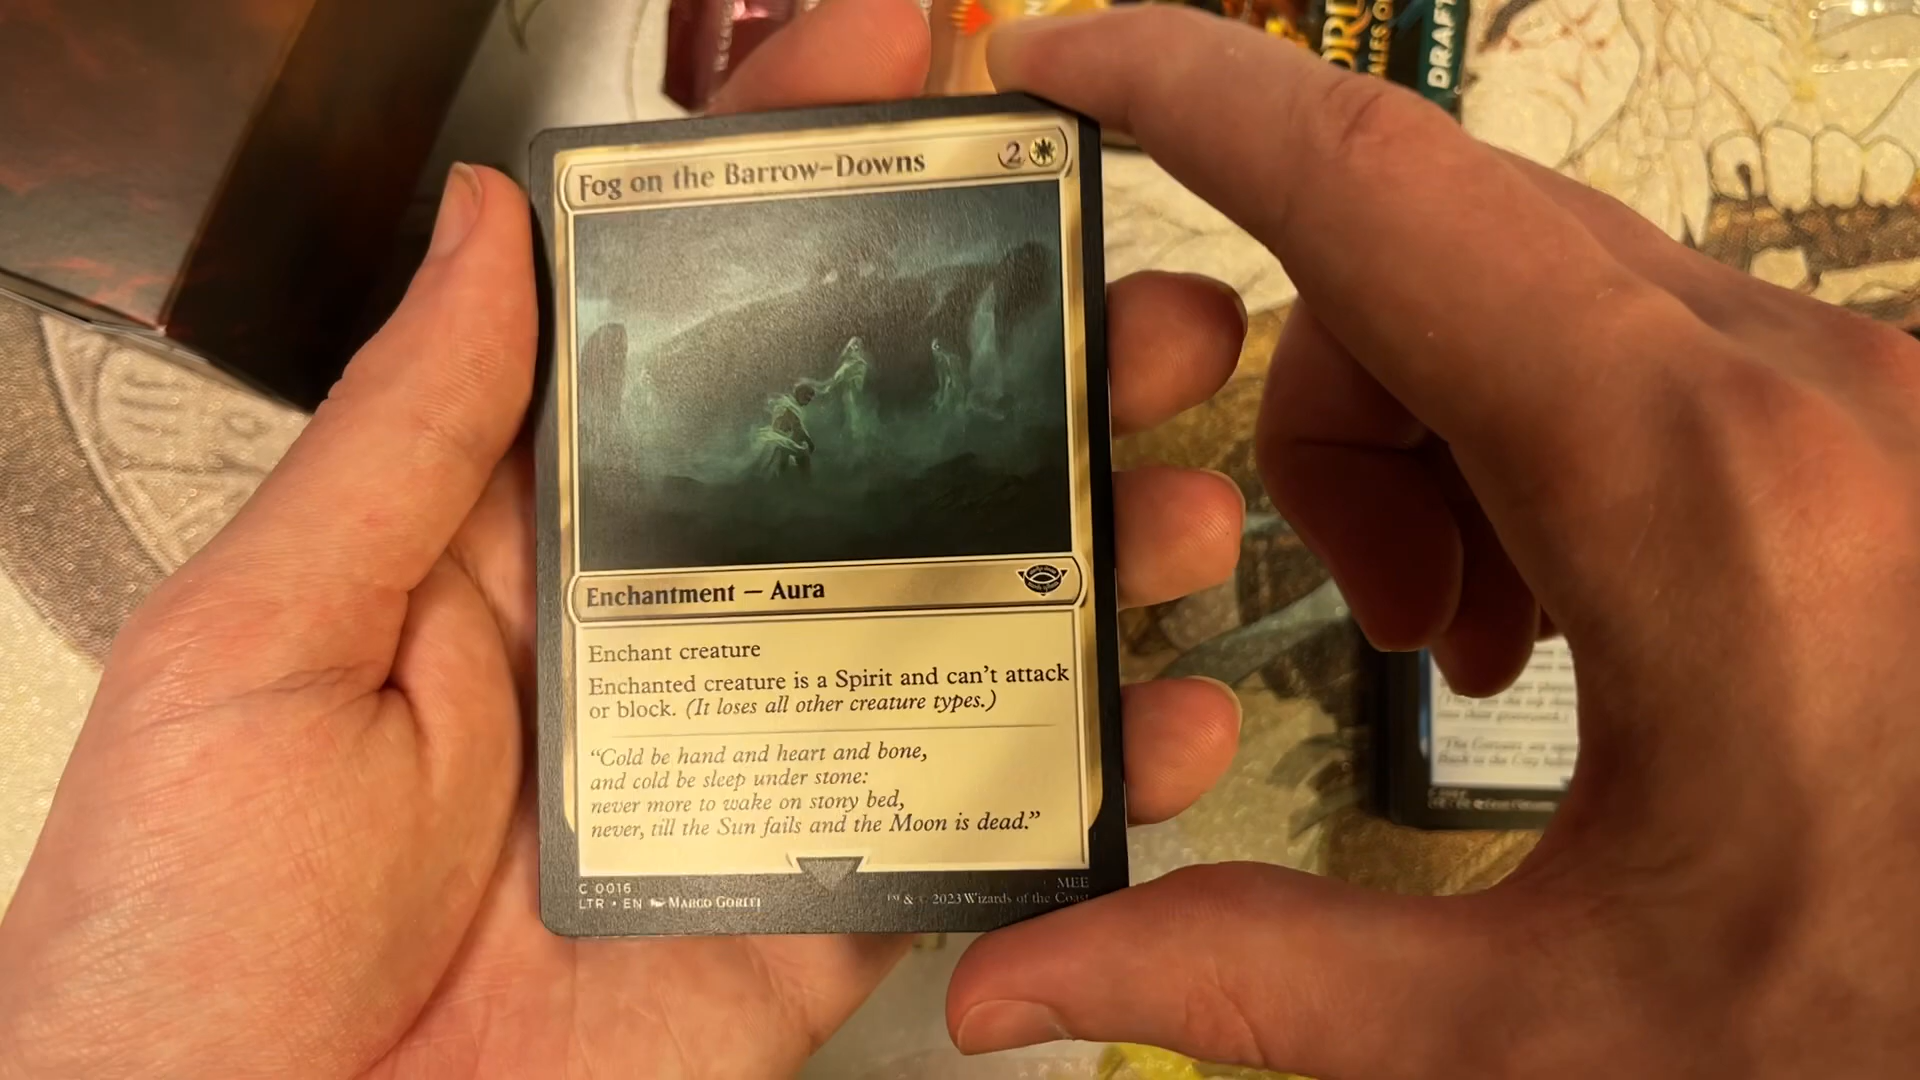 DRAFT
Fog on the Barrow-Downs
2
Enchantment — Aura
Enchant creature
Enchanted creature is a Spirit and can't attack
or block. (It loses all other creature types.)
“Cold be hand and heart and bone,
and cold be sleep under stone:
never more to wake on stony bed,
never, till the Sun fails and the Moon is dead.”
C 0016
LTR • EN
MEE
™ & © 2023 Wizards of the Coast